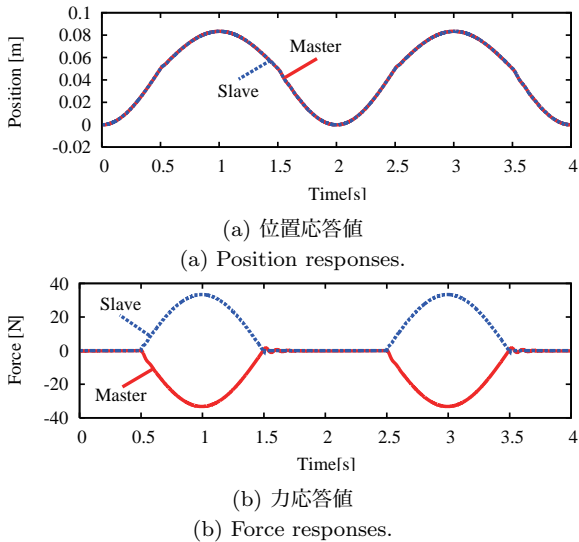 0.1
0.08
0.06
0.04
0.02
0
-0.02
Position [m]
Master
Slave
0 0.5 1 1.5 2 2.5 3 3.5 4
Time[s]
(a) 位置応答値
(a) Position responses.
40
20
0
-20
-40
Force [N]
Slave
Master
0 0.5 1 1.5 2 2.5 3 3.5 4
Time[s]
(b) 力応答値
(b) Force responses.